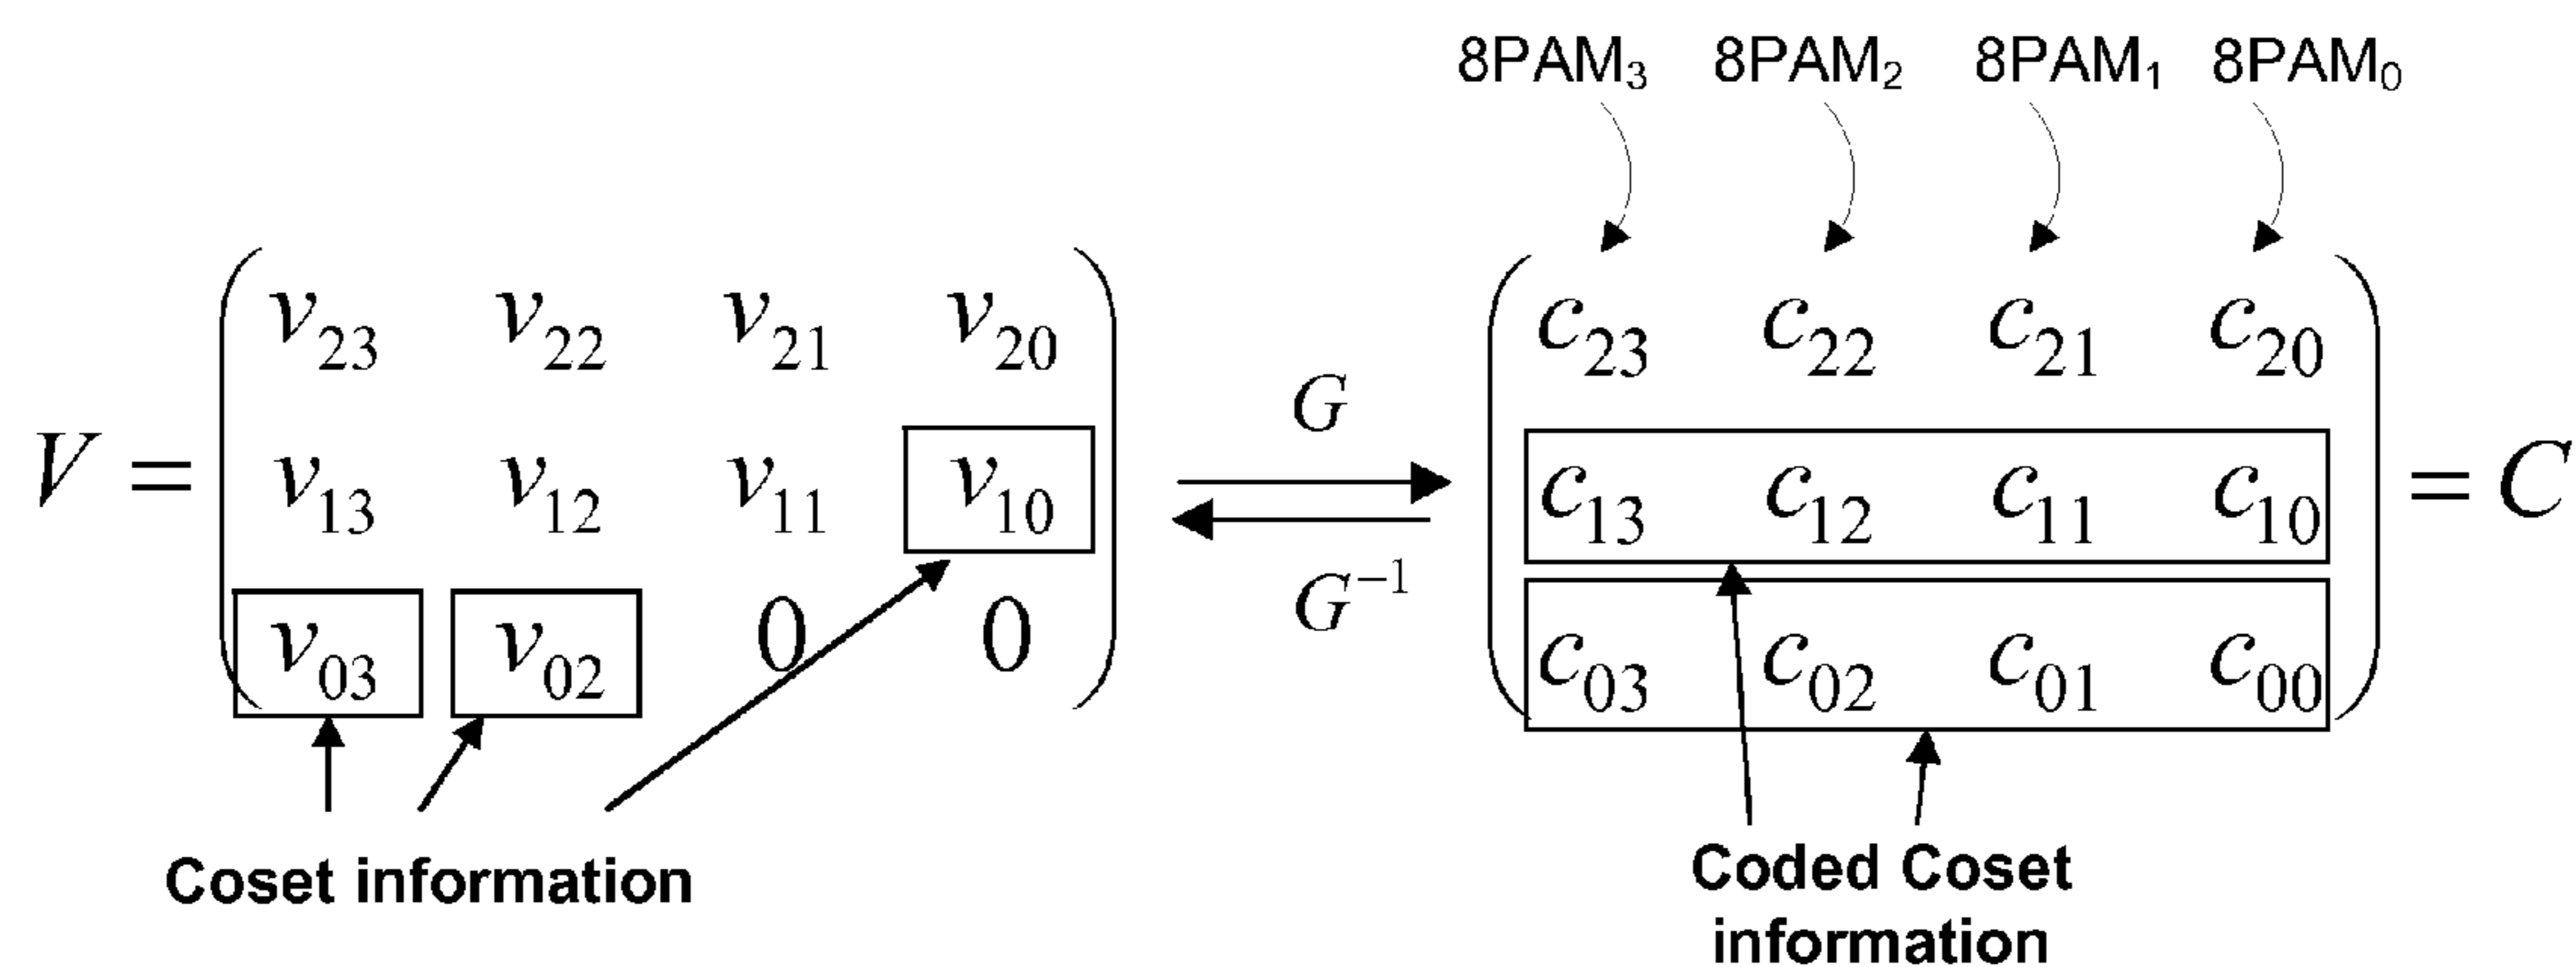 8PAM₃ 8PAM₂ 8PAM₁ 8PAM₀
v₂₃ v₂₂ v₂₁ v₂₀ c₂₃ c₂₂ c₂₁ c₂₀
V = v₁₃ v₁₂ v₁₁ v₁₀ G c₁₃ c₁₂ c₁₁ c₁₀ = C
v₀₃ v₀₂ 0 0 G⁻¹ c₀₃ c₀₂ c₀₁ c₀₀
Coset information
Coded Coset
information